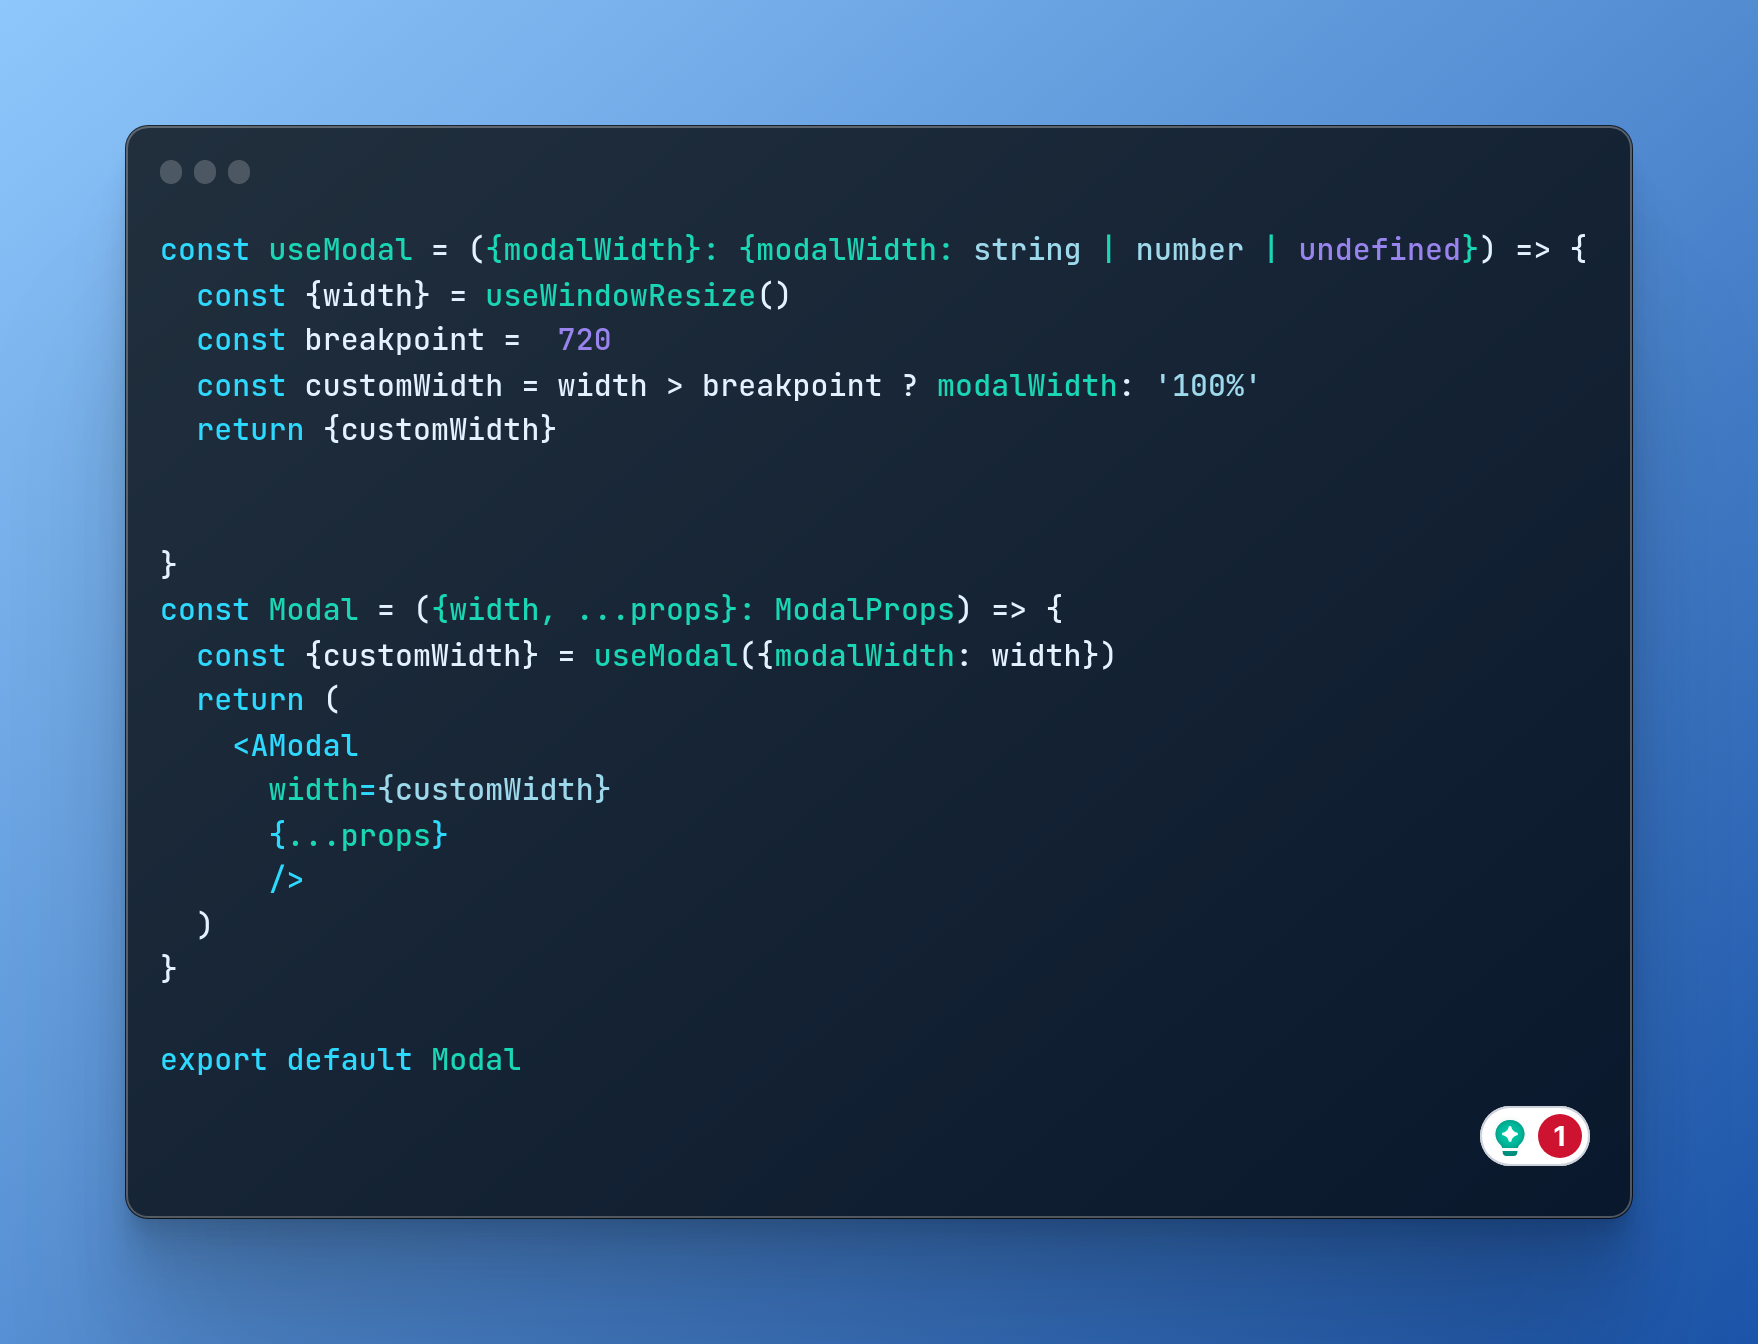 const useModal = ({modalWidth}: {modalWidth: string | number | undefined}) => {
  const {width} = useWindowResize()
  const breakpoint =  720
  const customWidth = width > breakpoint ? modalWidth: '100%'
  return {customWidth}
}
const Modal = ({width, ...props}: ModalProps) => {
  const {customWidth} = useModal({modalWidth: width})
  return (
    <AModal
      width={customWidth}
      {...props}
      />
  )
}
export default Modal
1